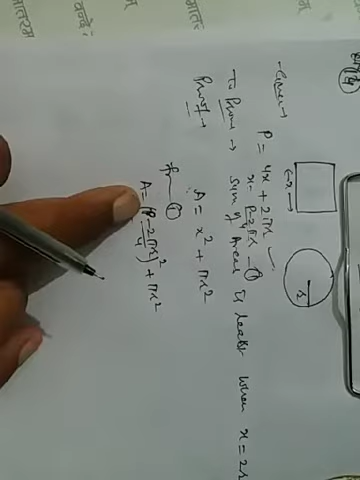 14
Given →
P = 4x + 2πr
x = P-2πr/4 — ①
To Prove → Sum of Area is least when x = 2r
Proof →
A = x² + πr²
①
A = (P-2πr/4)² + πr²
x
r